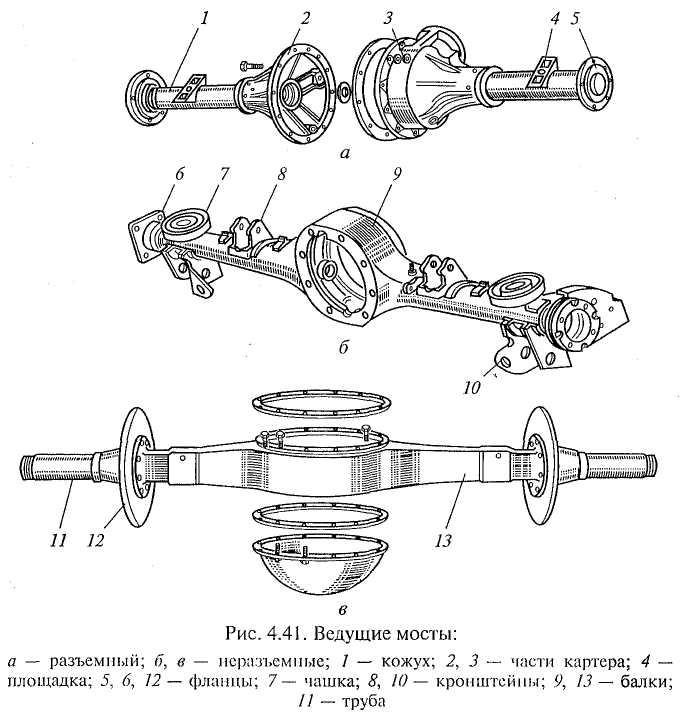 1 2 3 4 5
а
6 7 8 9
б
10
11 12 13
в
Рис. 4.41. Ведущие мосты:
а — разъемный; б, в — неразъемные; 1 — кожух; 2, 3 — части картера; 4 —
площадка; 5, 6, 12 — фланцы; 7 — чашка; 8, 10 — кронштейны; 9, 13 — балки;
11 — труба